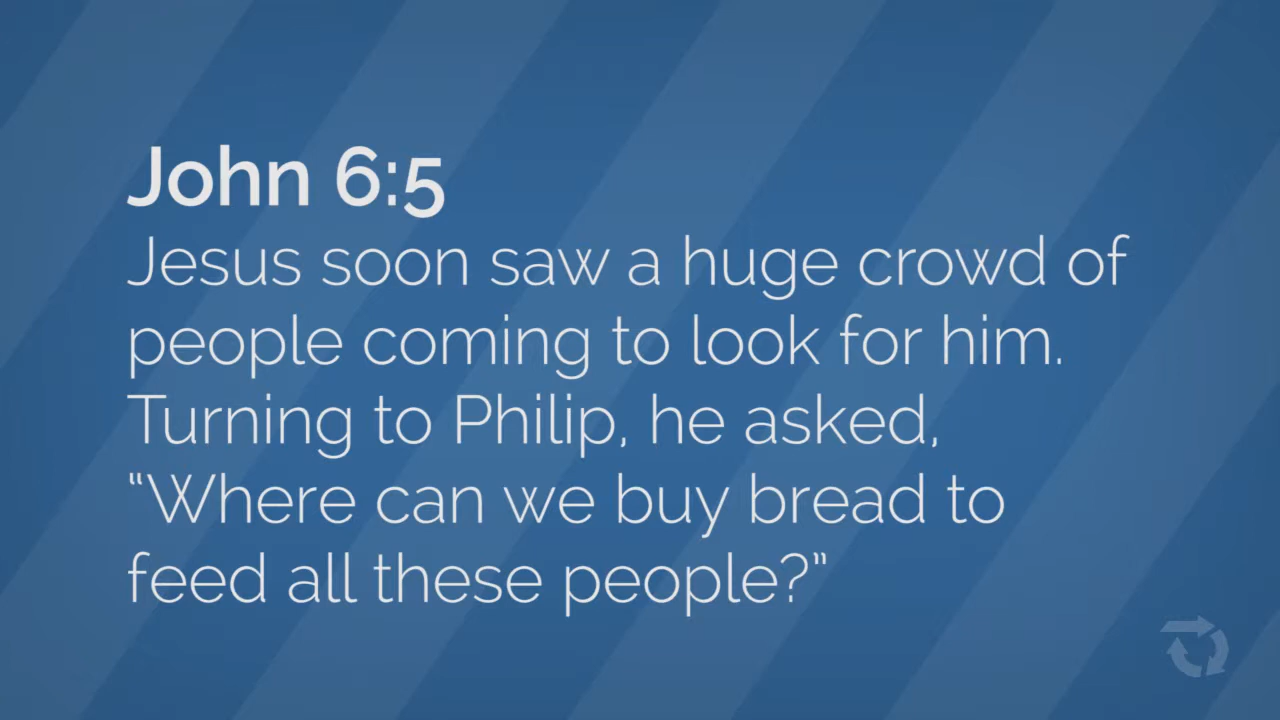 John 6:5
Jesus soon saw a huge crowd of
people coming to look for him.
Turning to Philip, he asked,
“Where can we buy bread to
feed all these people?”